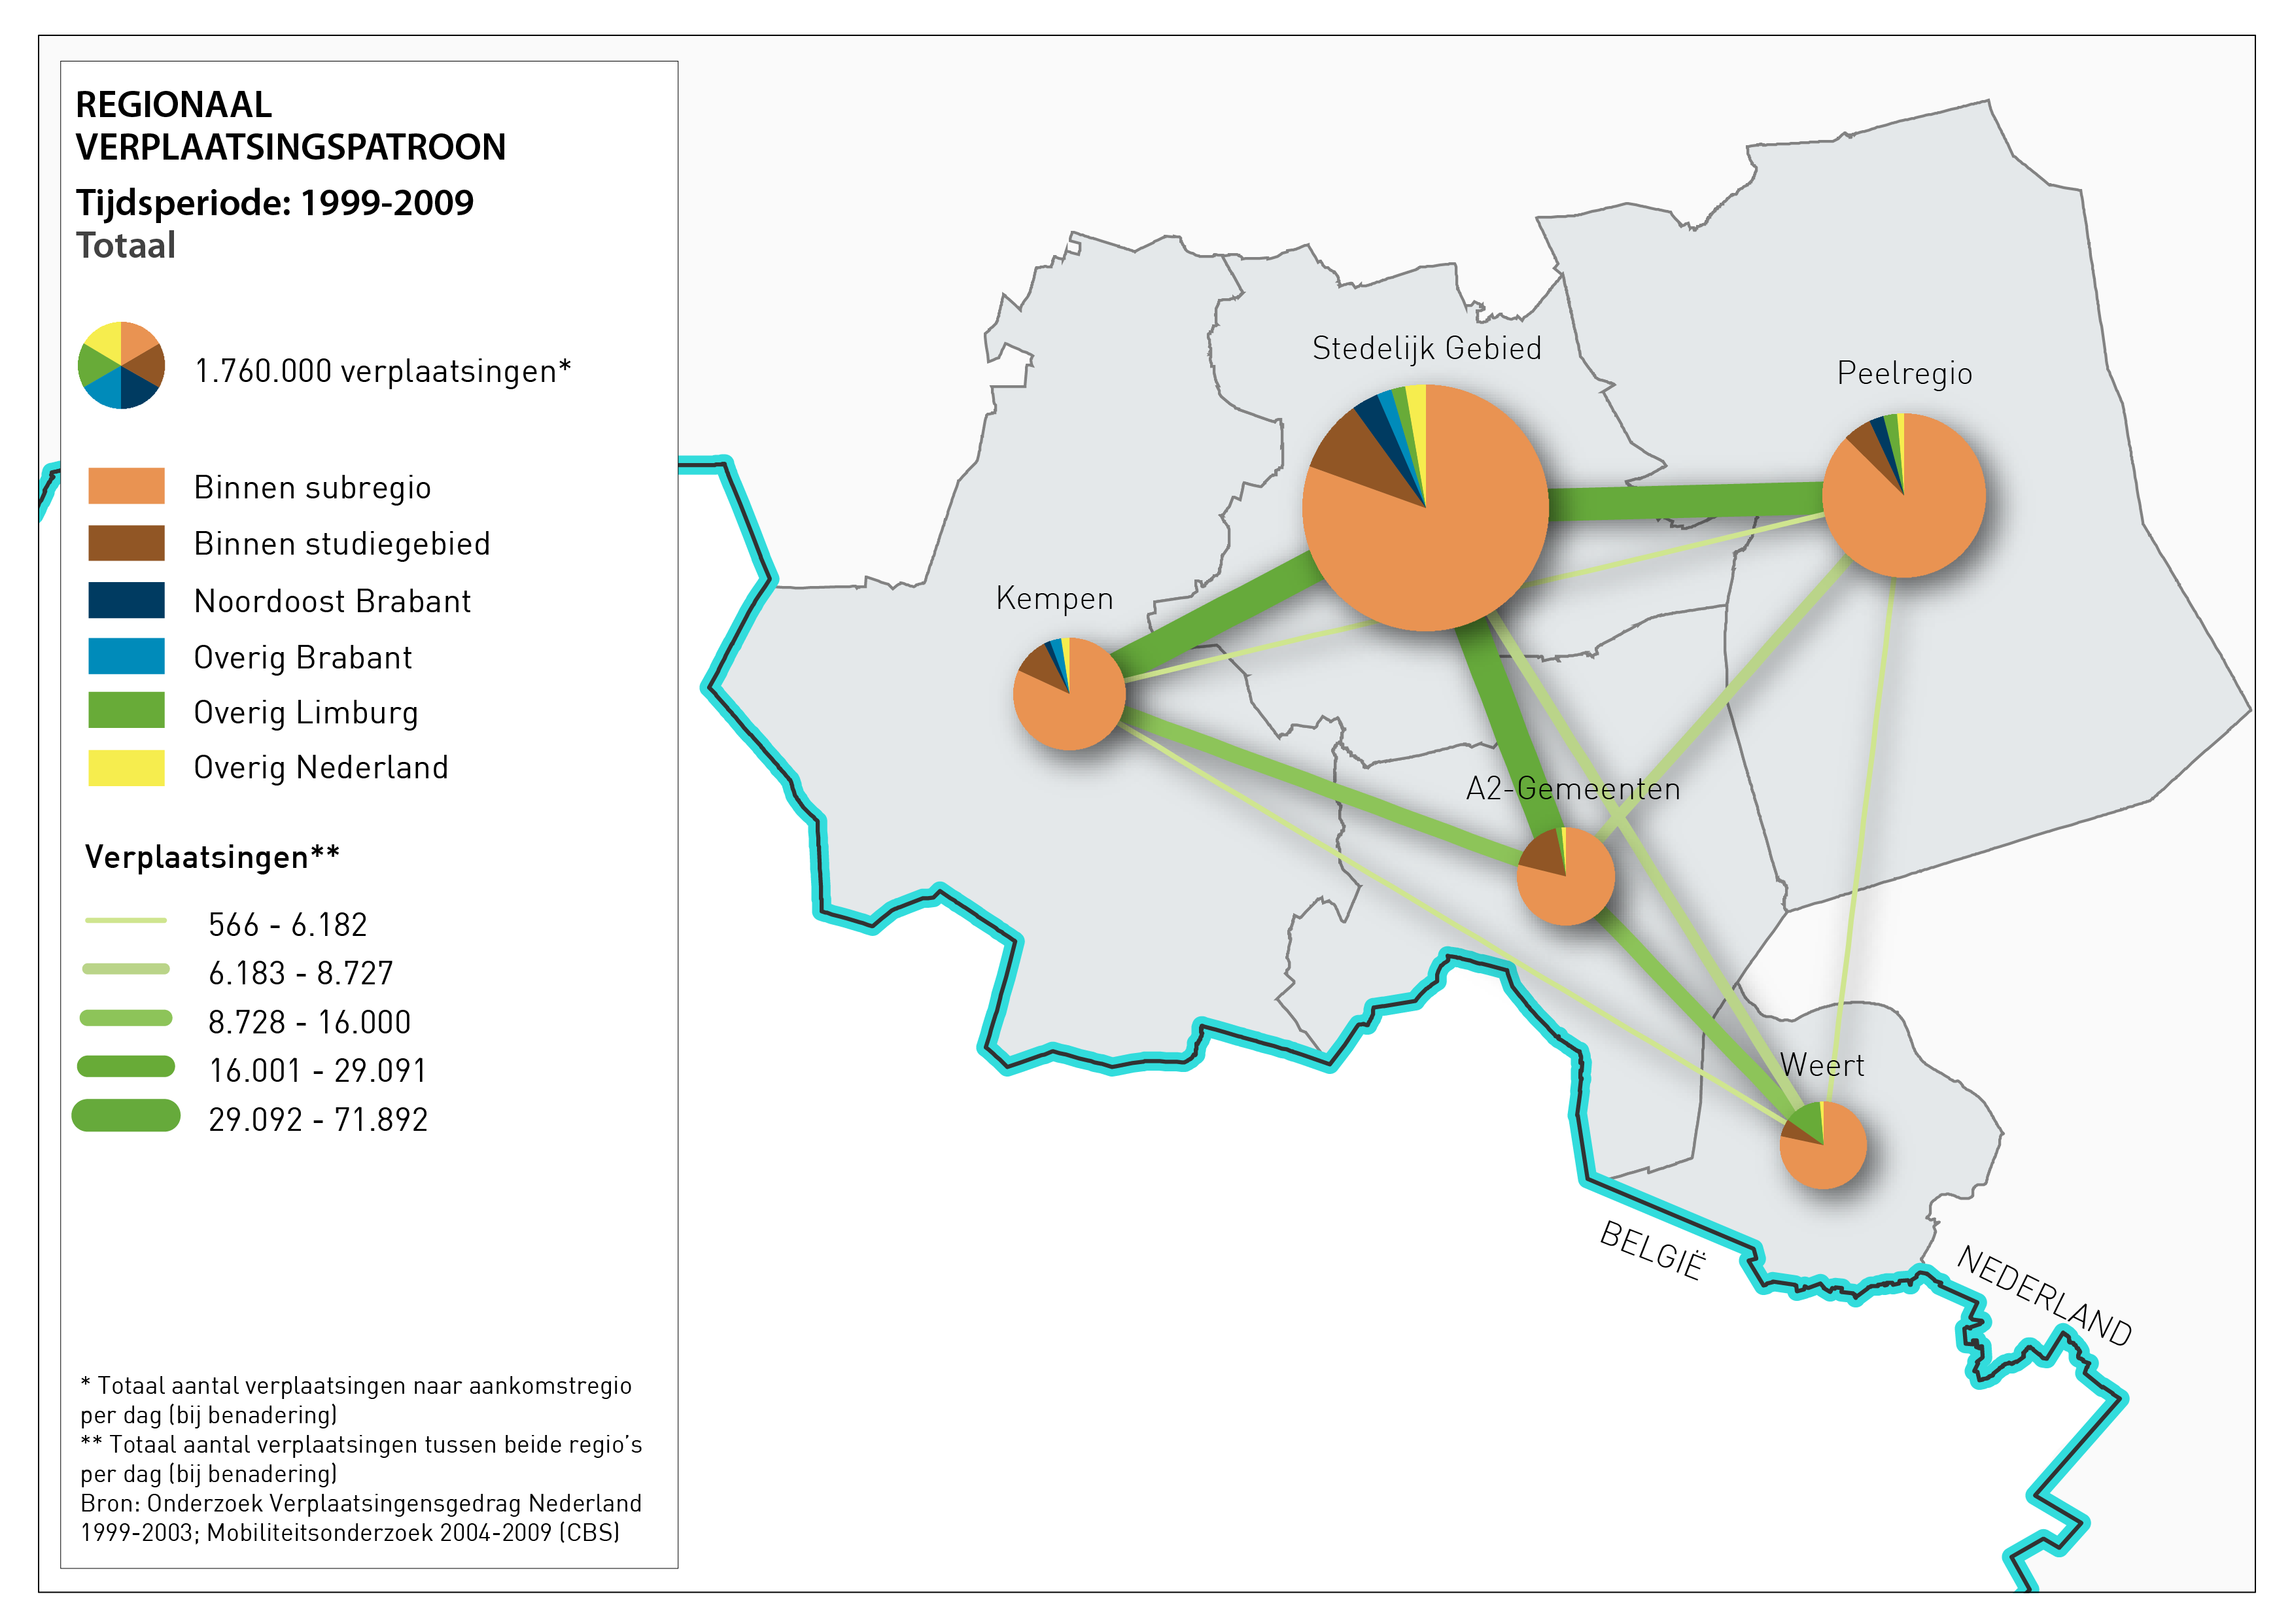 REGIONAAL
VERPLAATSINGSPATROON
Tijdsperiode: 1999-2009
Totaal
1.760.000 verplaatsingen*
Binnen subregio
Binnen studiegebied
Noordoost Brabant
Overig Brabant
Overig Limburg
Overig Nederland
Verplaatsingen**
566 - 6.182
6.183 - 8.727
8.728 - 16.000
16.001 - 29.091
29.092 - 71.892
* Totaal aantal verplaatsingen naar aankomstregio
per dag (bij benadering)
** Totaal aantal verplaatsingen tussen beide regio's
per dag (bij benadering)
Bron: Onderzoek Verplaatsingensgedrag Nederland
1999-2003; Mobiliteitsonderzoek 2004-2009 (CBS)
Stedelijk Gebied
Peelregio
Kempen
A2-Gemeenten
Weert
BELGIË
NEDERLAND